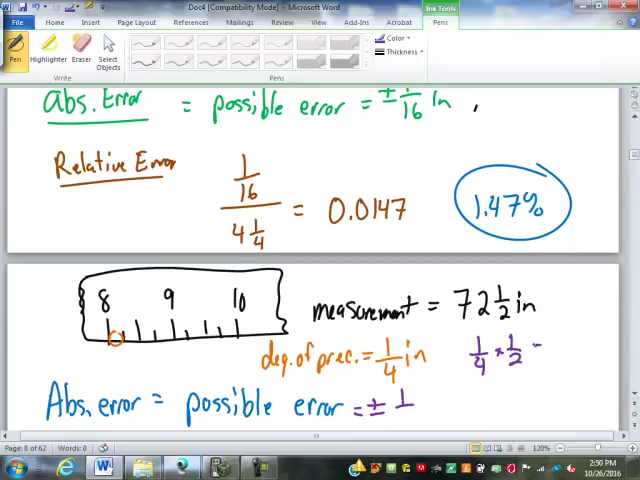 Doc4 [Compatibility Mode] - Microsoft Word
Ink Tools
File Home Insert Page Layout References Mailings Review View Add-Ins Acrobat Pens
Pen Highlighter Eraser Select Objects
Color
Thickness
Write
Pens
Abs. Error = possible error = ± 1/16 in
Relative Error
1/16 / 4 1/4 = 0.0147
1.47%
8 9 10
measurement = 72 1/2 in
deg. of prec. = 1/4 in
1/4 × 1/2 =
Abs. error = possible error = ± 1
Page: 8 of 62 Words: 0 120%
2:50 PM
10/26/2016